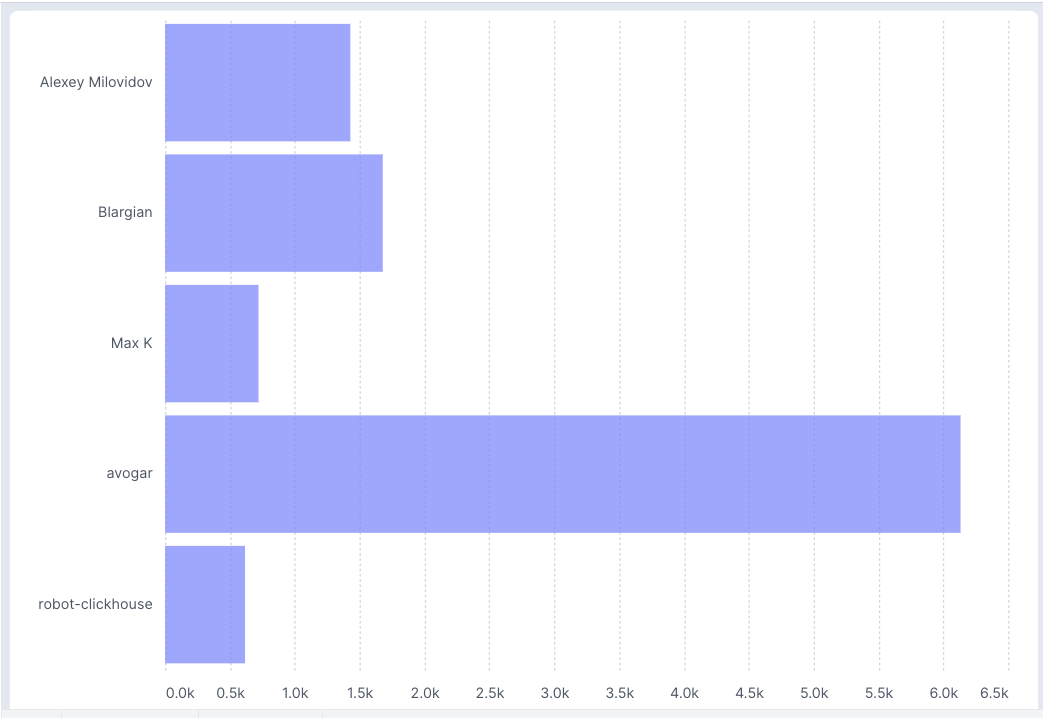 Alexey Milovidov
Blargian
Max K
avogar
robot-clickhouse
0.0k 0.5k 1.0k 1.5k 2.0k 2.5k 3.0k 3.5k 4.0k 4.5k 5.0k 5.5k 6.0k 6.5k